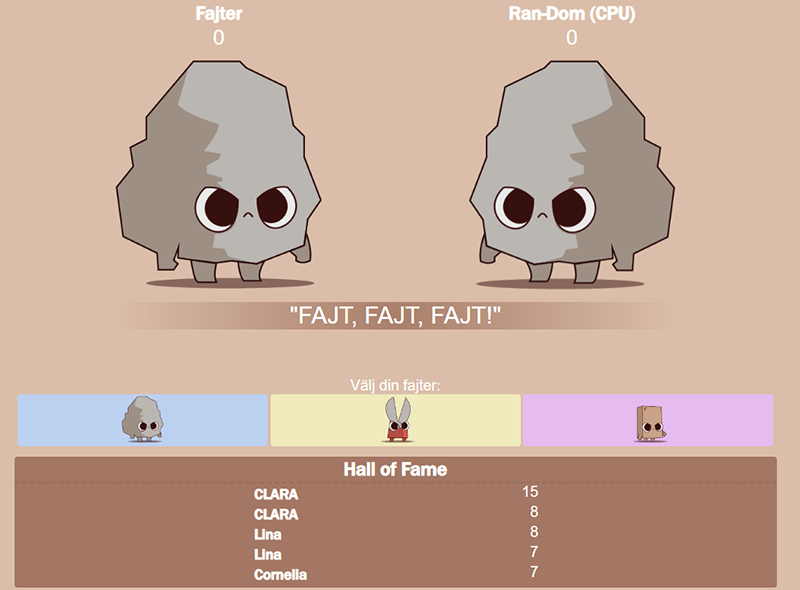 Fajter
Ran-Dom (CPU)
0
0
"FAJT, FAJT, FAJT!"
Välj din fajter:
Hall of Fame
CLARA 15
CLARA 8
Lina 8
Lina 7
Cornelia 7